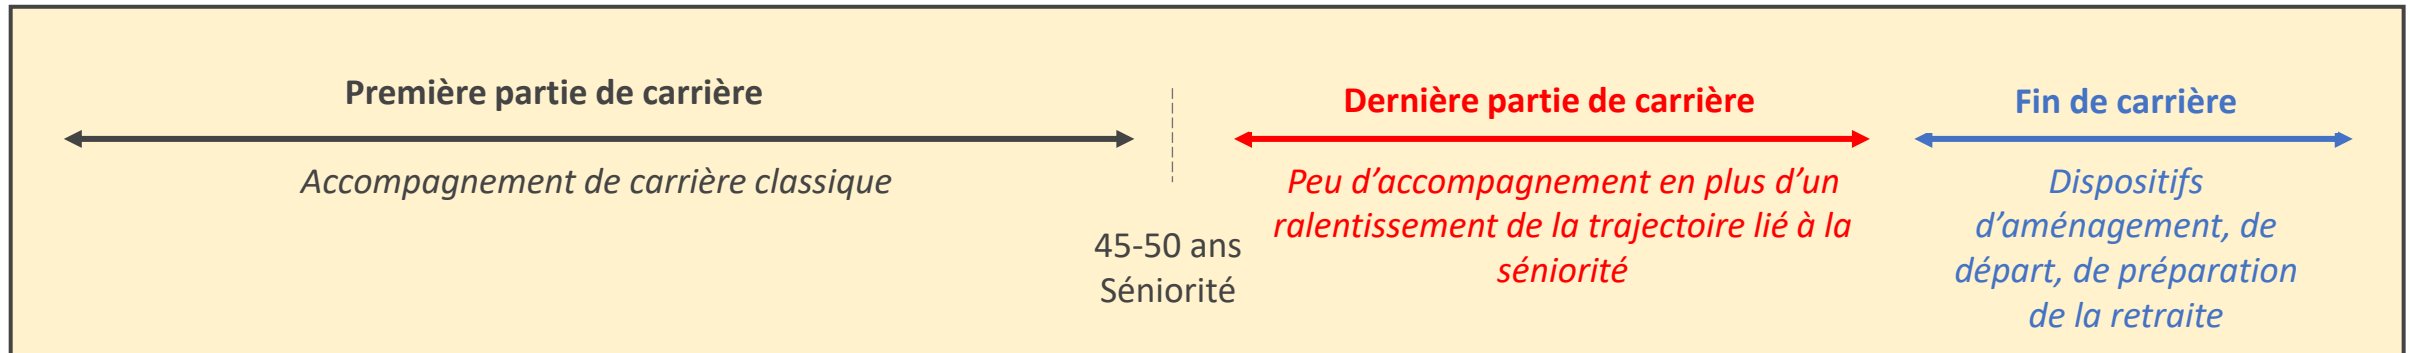 Première partie de carrière
Accompagnement de carrière classique
45-50 ans
Séniorité
Dernière partie de carrière
Peu d’accompagnement en plus d’un
ralentissement de la trajectoire lié à la
séniorité
Fin de carrière
Dispositifs
d’aménagement, de
départ, de préparation
de la retraite